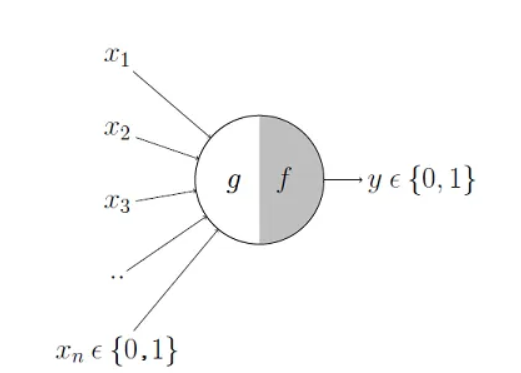 x₁
x₂
x₃
..
xₙ ϵ {0,1}
g f
y ϵ {0, 1}